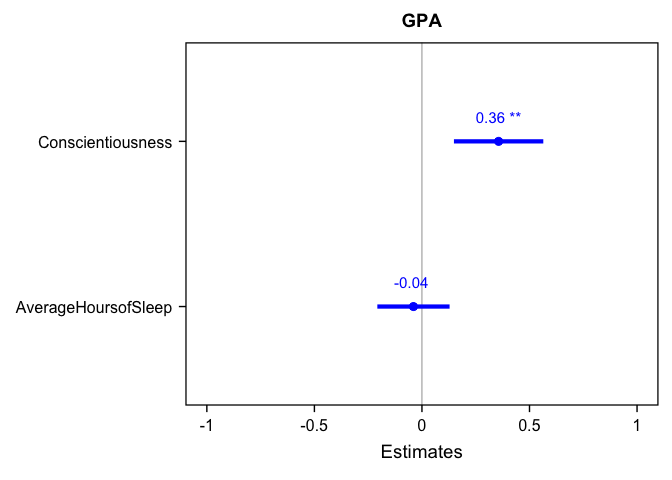 GPA
0.36 **
Conscientiousness
-0.04
AverageHoursofSleep
-1 -0.5 0 0.5 1
Estimates